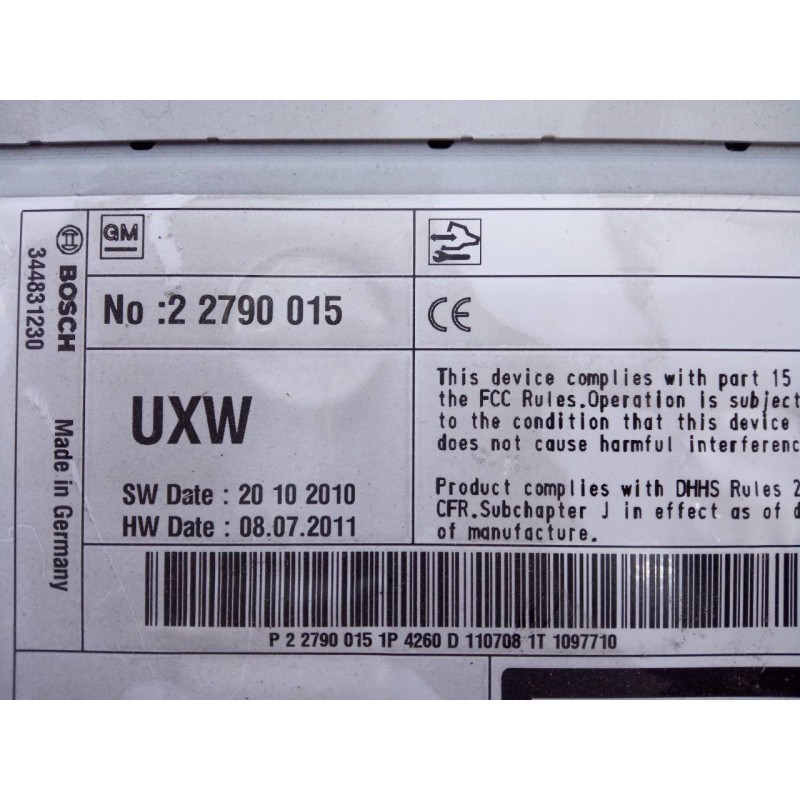 GM
BOSCH
344831230
Made in Germany
No :2 2790 015
CE
UXW
SW Date : 20 10 2010
HW Date : 08.07.2011
This device complies with part 15
the FCC Rules.Operation is subject
to the condition that this device
does not cause harmful interferenc
Product complies with DHHS Rules 2
CFR.Subchapter J in effect as of d
of manufacture.
P 2 2790 015 1P 4260 D 110708 1T 1097710